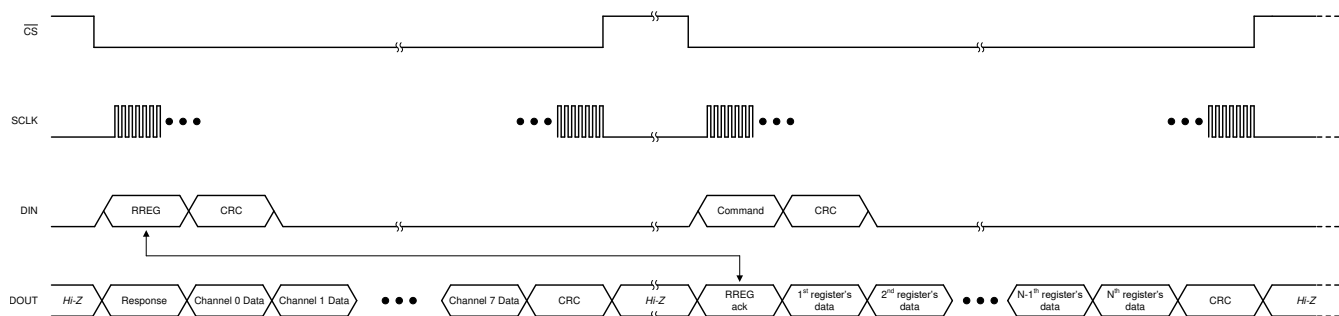 CS
SCLK
DIN
RREG
CRC
Command
CRC
DOUT
Hi-Z
Response
Channel 0 Data
Channel 1 Data
Channel 7 Data
CRC
Hi-Z
RREG
ack
1st register's
data
2nd register's
data
N-1th register's
data
Nth register's
data
CRC
Hi-Z